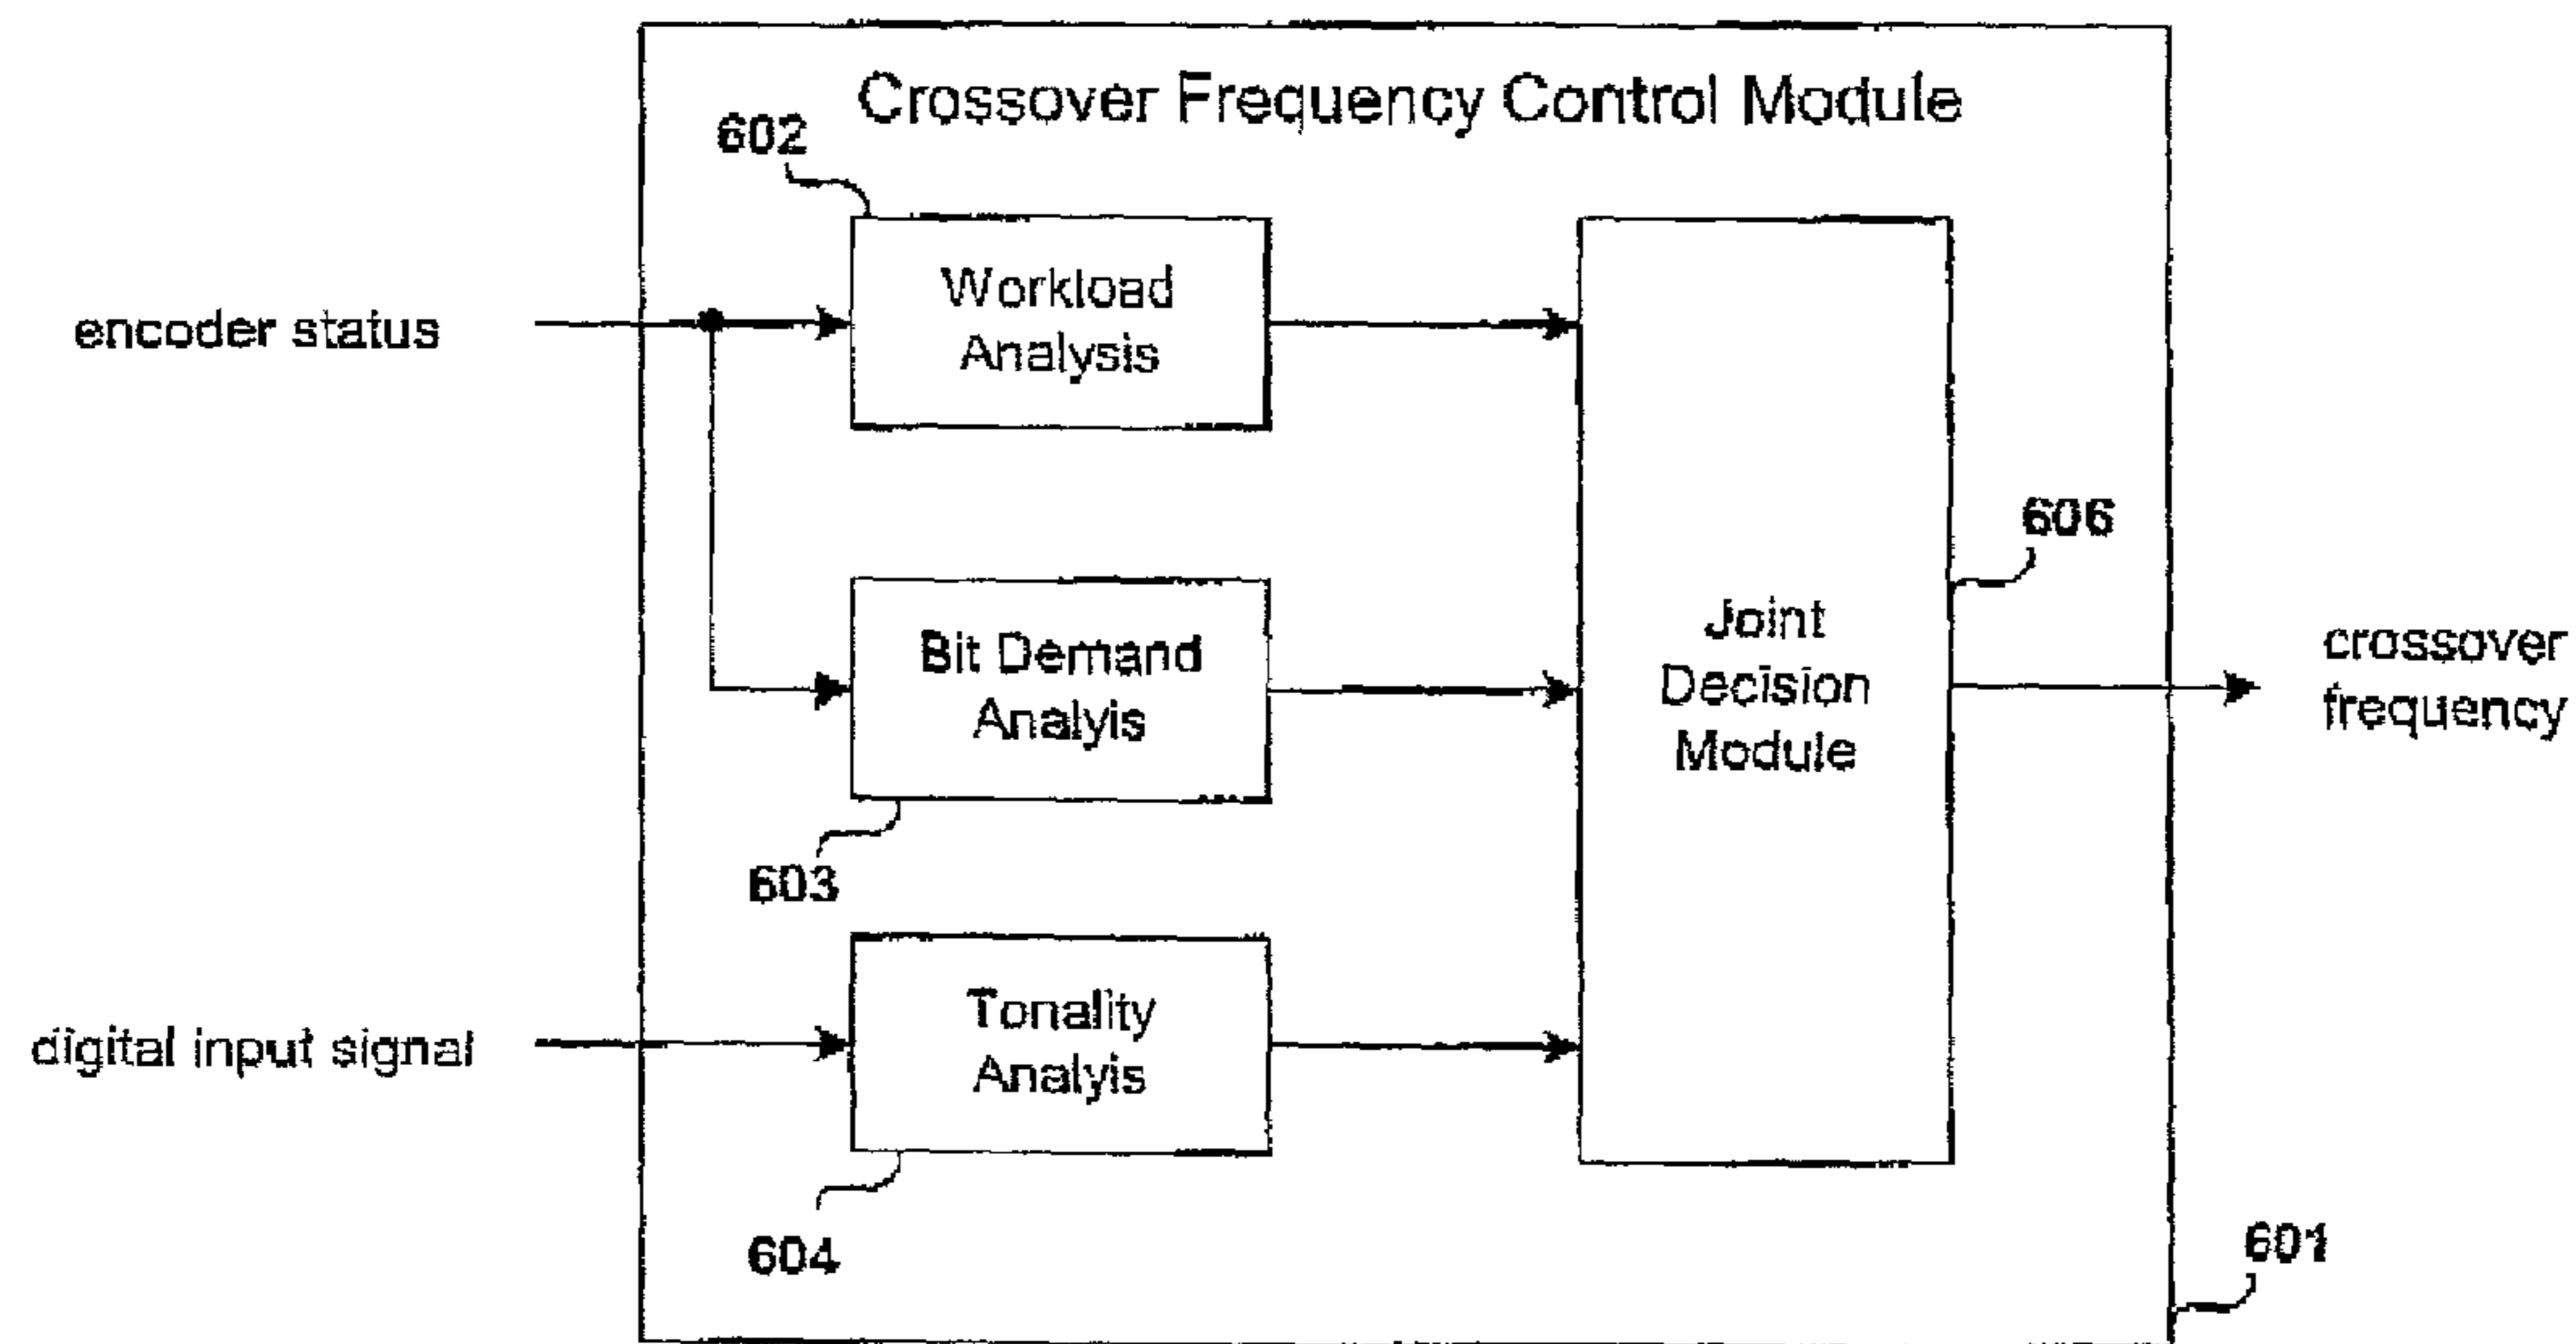 Crossover Frequency Control Module
602
encoder status
Workload
Analysis
606
Bit Demand
Analyis
Joint
Decision
Module
crossover
frequency
603
digital input signal
Tonality
Analyis
604
601